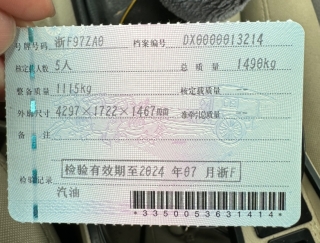 号牌号码 浙F97ZA0 档案编号 DX0000013214
核定载人数 5人 总质量 1490kg
整备质量 1115kg 核定载质量 --
外廓尺寸 4297×1722×1467mm 准牵引总质量 --
备注
检验有效期至2024年07月浙F
检验记录
汽油
*3350053631414*